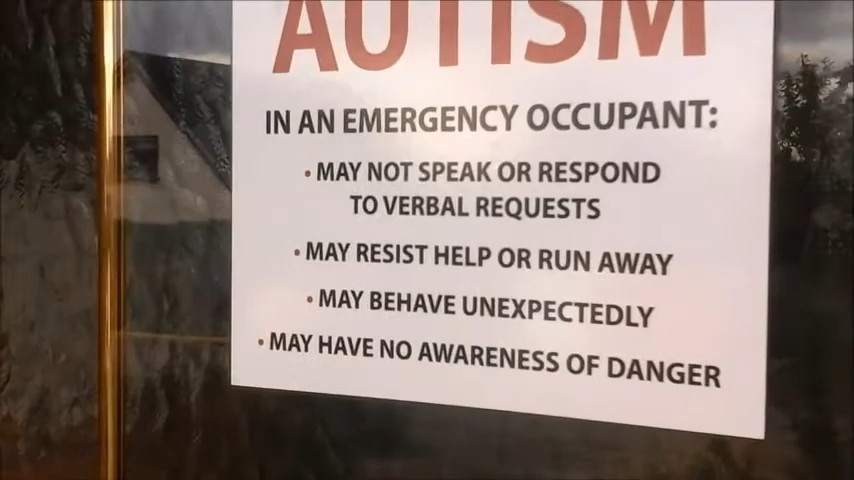 AUTISM
IN AN EMERGENCY OCCUPANT:
• MAY NOT SPEAK OR RESPOND
TO VERBAL REQUESTS
• MAY RESIST HELP OR RUN AWAY
• MAY BEHAVE UNEXPECTEDLY
• MAY HAVE NO AWARENESS OF DANGER